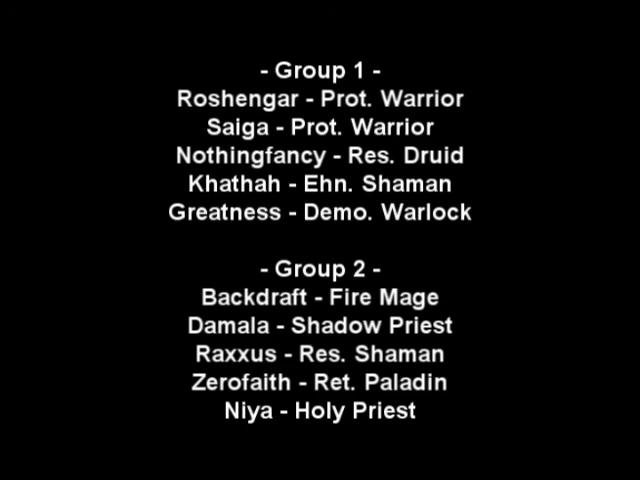 - Group 1 -
Roshengar - Prot. Warrior
Saiga - Prot. Warrior
Nothingfancy - Res. Druid
Khathah - Ehn. Shaman
Greatness - Demo. Warlock
- Group 2 -
Backdraft - Fire Mage
Damala - Shadow Priest
Raxxus - Res. Shaman
Zerofaith - Ret. Paladin
Niya - Holy Priest